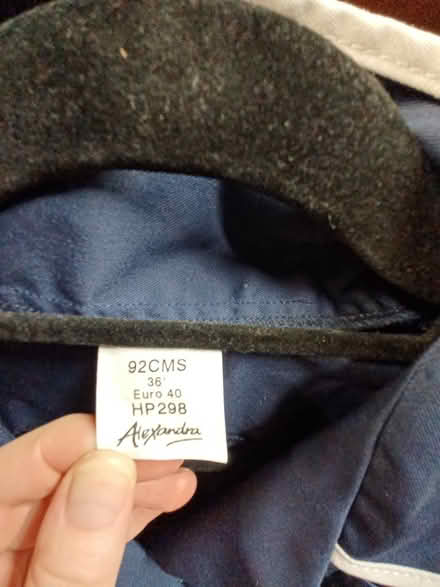 92CMS
36'
Euro 40
HP298
Alexandra